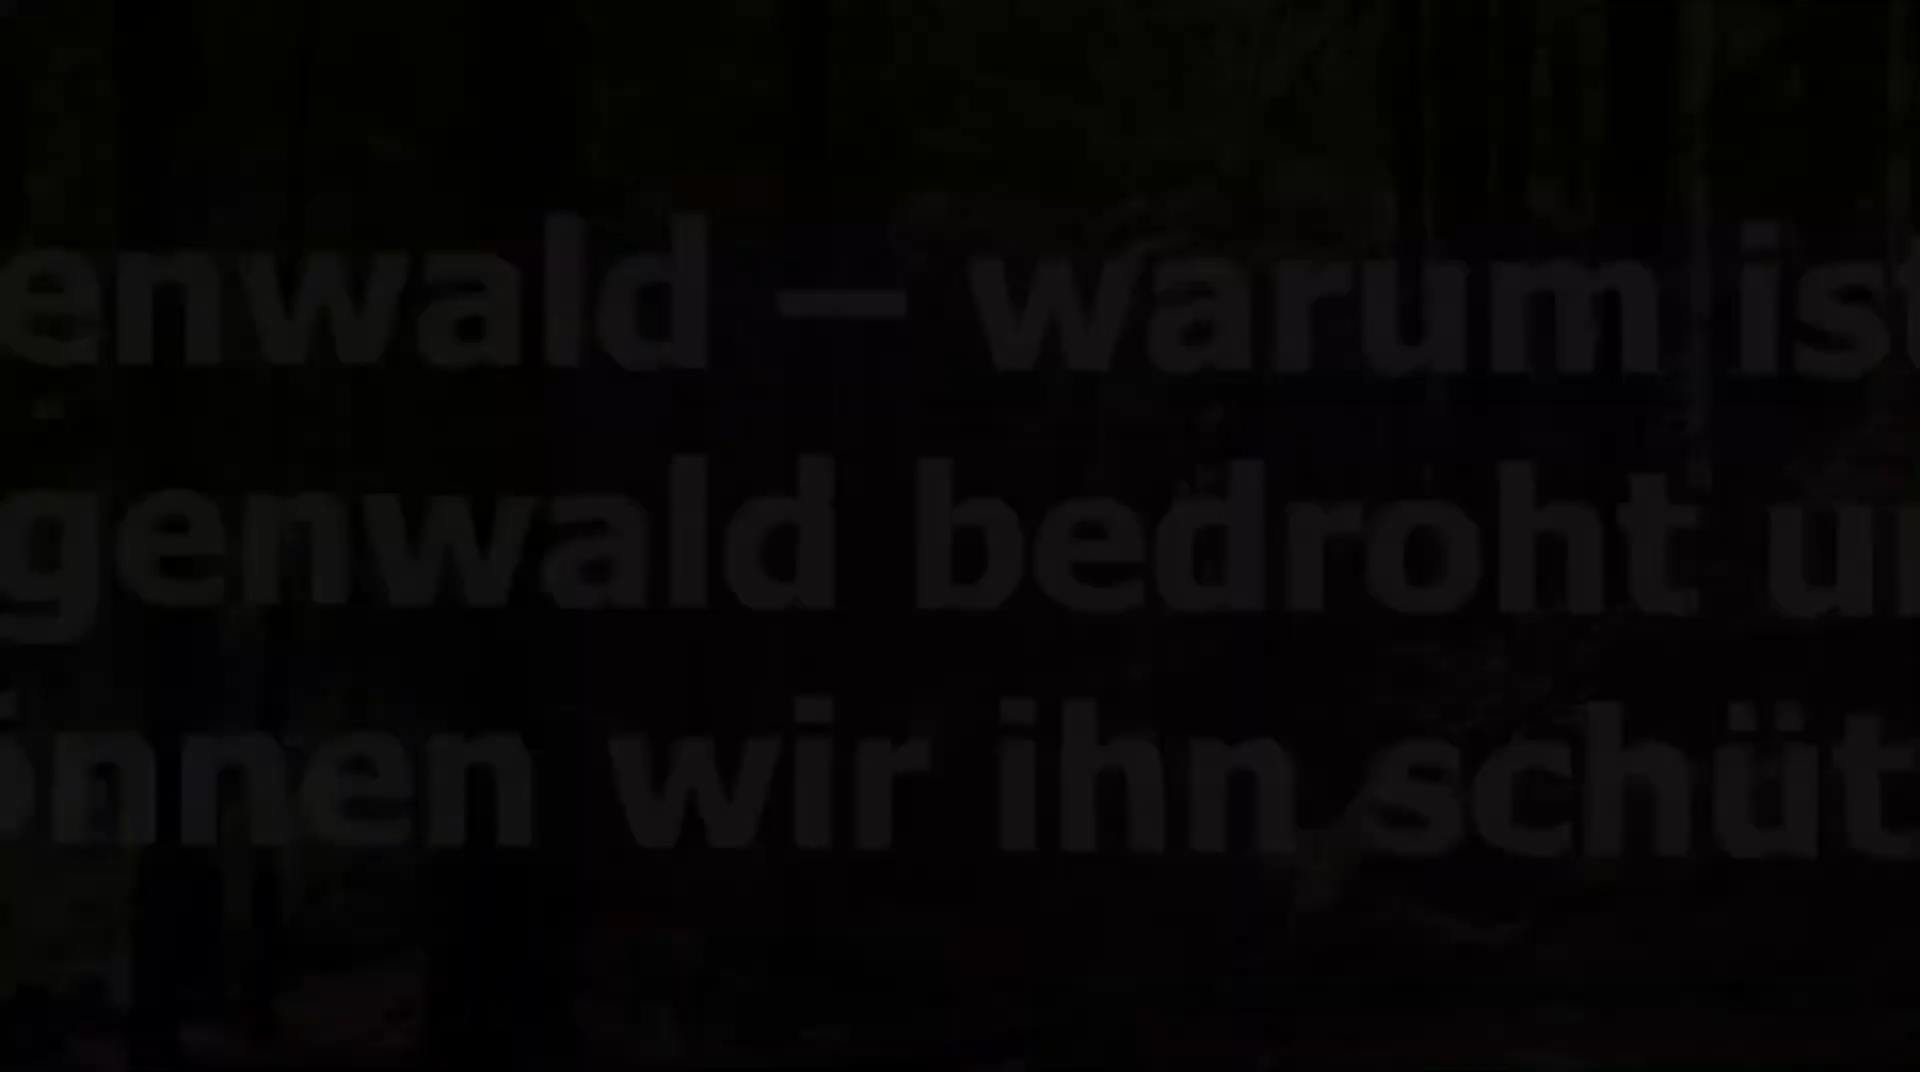 enwald – warum ist
genwald bedroht un
önnen wir ihn schüt